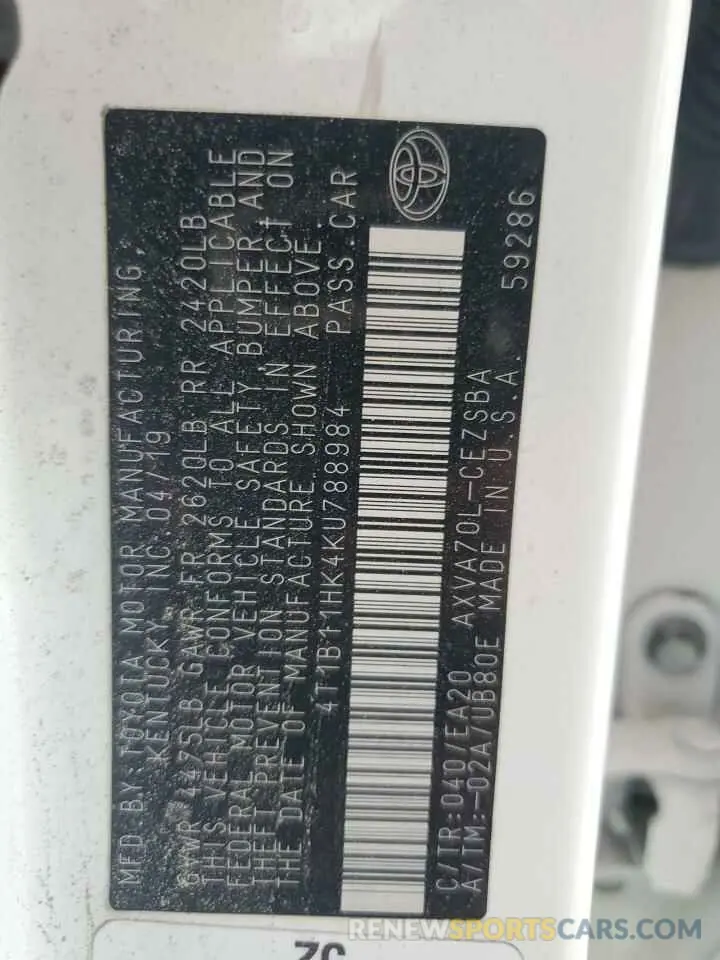 MFD. BY: TOYOTA MOTOR MANUFACTURING,
KENTUCKY, INC. 04/19
GVWR 4475LB GAWR FR 2620LB RR 2420LB
THIS VEHICLE CONFORMS TO ALL APPLICABLE
FEDERAL MOTOR VEHICLE SAFETY, BUMPER, AND
THEFT PREVENTION STANDARDS IN EFFECT ON
THE DATE OF MANUFACTURE SHOWN ABOVE.
4T1B11HK4KU788984 PASS. CAR
C/TR:040/EA20 AXVA70L-CEZSBA
A/TM:-02A/UB80E MADE IN U.S.A. 59286
JZ
RENEWSPORTSCARS.COM